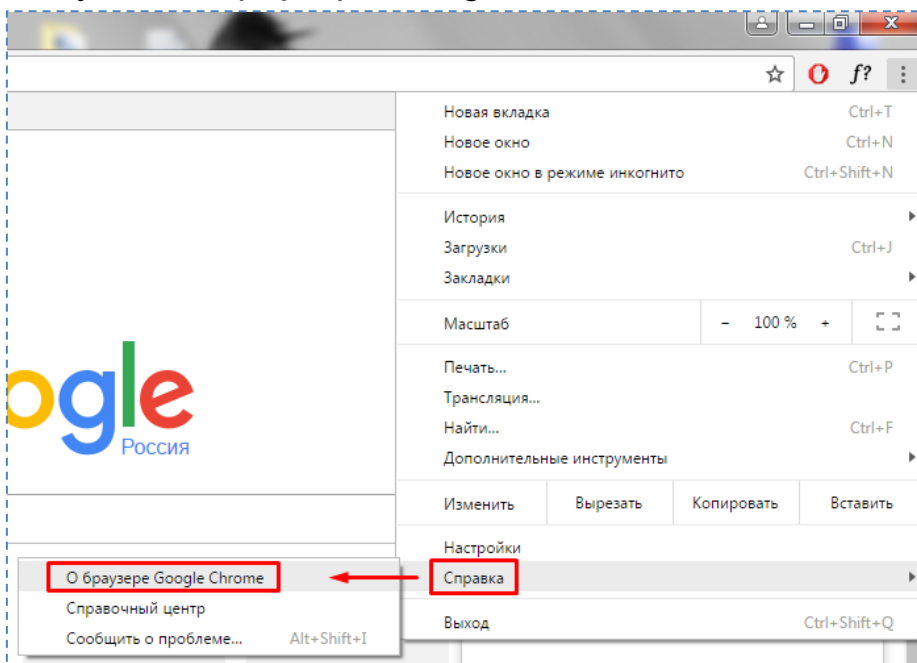 f?
Новая вкладка Ctrl+T
Новое окно Ctrl+N
Новое окно в режиме инкогнито Ctrl+Shift+N
История
Загрузки Ctrl+J
Закладки
Масштаб - 100 % +
Печать... Ctrl+P
Трансляция...
Найти... Ctrl+F
Дополнительные инструменты
ogle
Россия
Изменить Вырезать Копировать Вставить
Настройки
Справка
Выход Ctrl+Shift+Q
О браузере Google Chrome
Справочный центр
Сообщить о проблеме... Alt+Shift+I